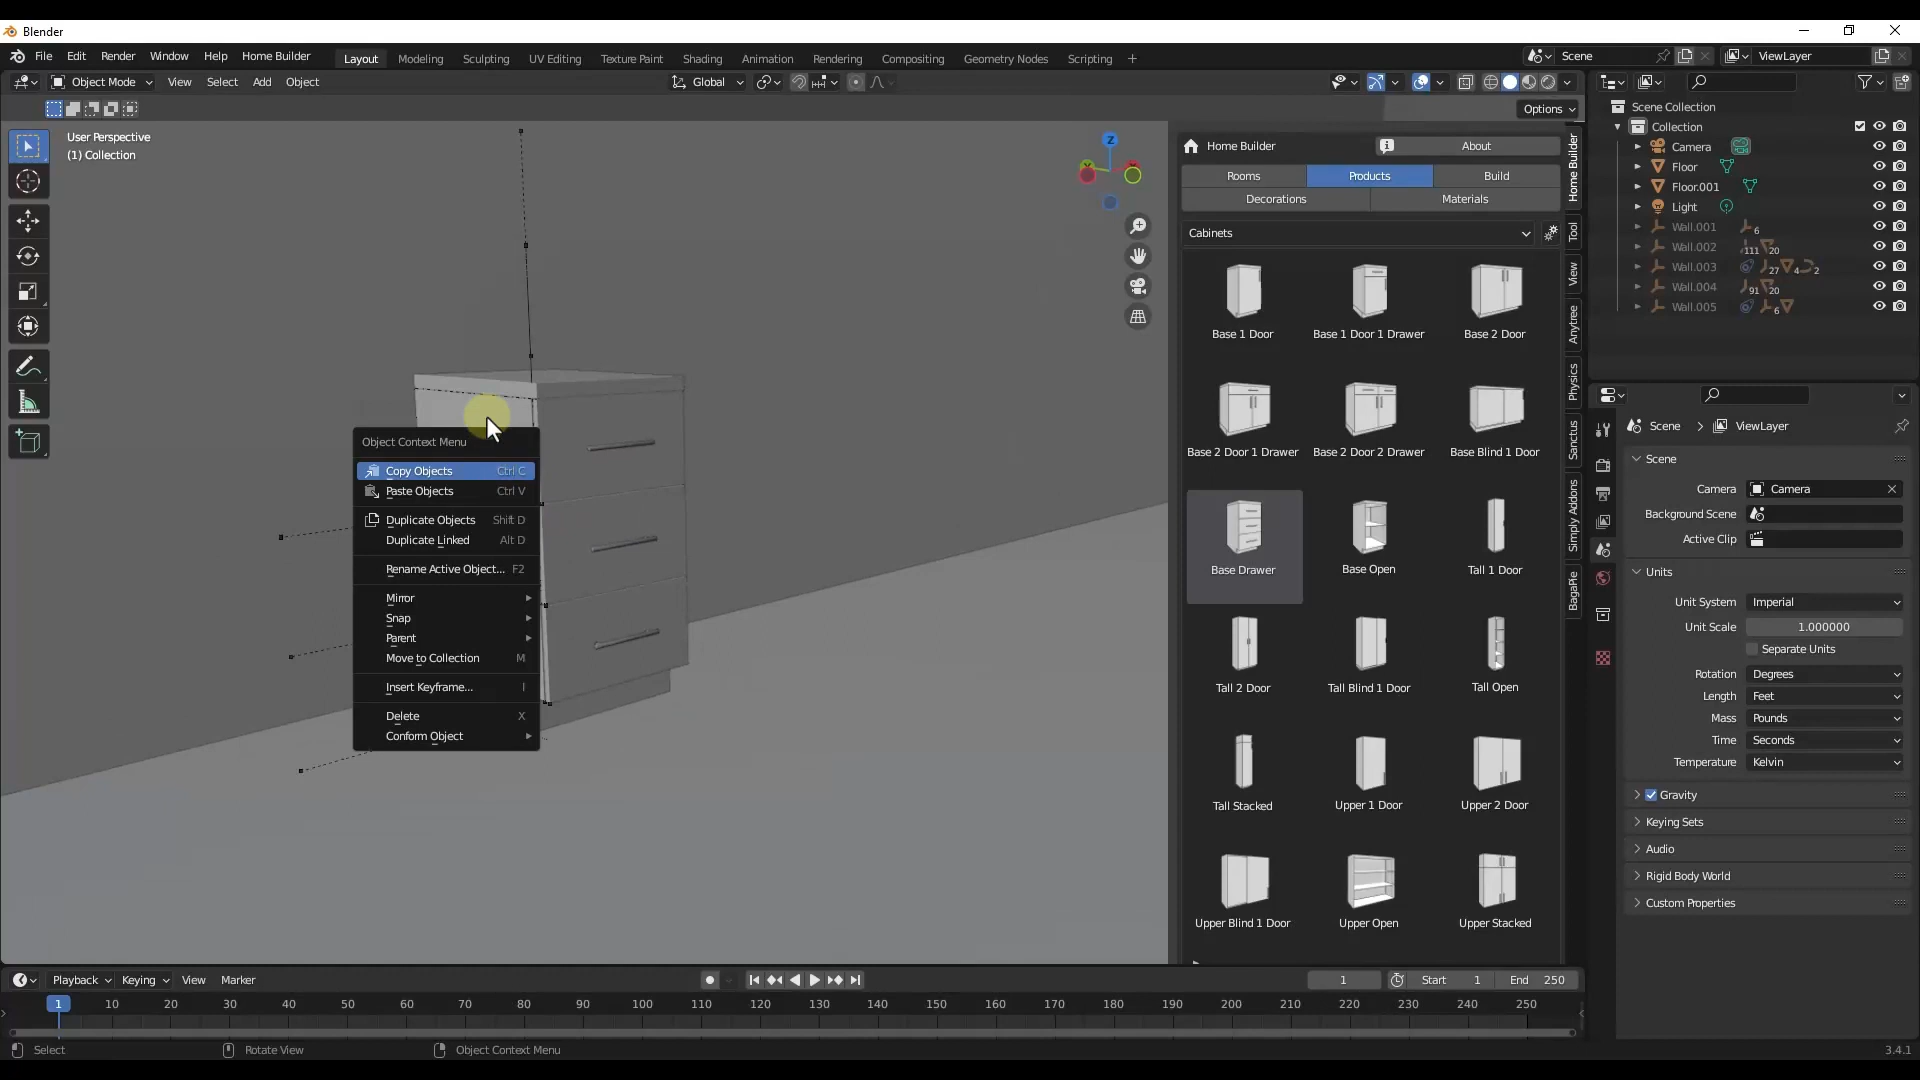 Blender
File Edit Render Window Help Home Builder Layout Modeling Sculpting UV Editing Texture Paint Shading Animation Rendering Compositing Geometry Nodes Scripting + Scene ViewLayer
Object Mode View Select Add Object Global
Options
User Perspective
(1) Collection
Z
Object Context Menu
Copy Objects Ctrl C
Paste Objects Ctrl V
Duplicate Objects Shift D
Duplicate Linked Alt D
Rename Active Object... F2
Mirror
Snap
Parent
Move to Collection M
Insert Keyframe... I
Delete X
Conform Object
Home Builder About
Rooms Products Build
Decorations Materials
Cabinets
Base 1 Door Base 1 Door 1 Drawer Base 2 Door
Base 2 Door 1 Drawer Base 2 Door 2 Drawer Base Blind 1 Door
Base Drawer Base Open Tall 1 Door
Tall 2 Door Tall Blind 1 Door Tall Open
Tall Stacked Upper 1 Door Upper 2 Door
Upper Blind 1 Door Upper Open Upper Stacked
Home Builder
Tool
View
Anytree
Physics
Sanctus
Simply Addons
BagaPie
Scene Collection
Collection
Camera
Floor
Floor.001
Light
Wall.001 6
Wall.002 111 20
Wall.003 27 4 2
Wall.004 91 20
Wall.005 6
Scene ViewLayer
Scene
Camera Camera
Background Scene
Active Clip
Units
Unit System Imperial
Unit Scale 1.000000
Separate Units
Rotation Degrees
Length Feet
Mass Pounds
Time Seconds
Temperature Kelvin
Gravity
Keying Sets
Audio
Rigid Body World
Custom Properties
Playback Keying View Marker 1 Start 1 End 250
1 10 20 30 40 50 60 70 80 90 100 110 120 130 140 150 160 170 180 190 200 210 220 230 240 250
Select Rotate View Object Context Menu 3.4.1